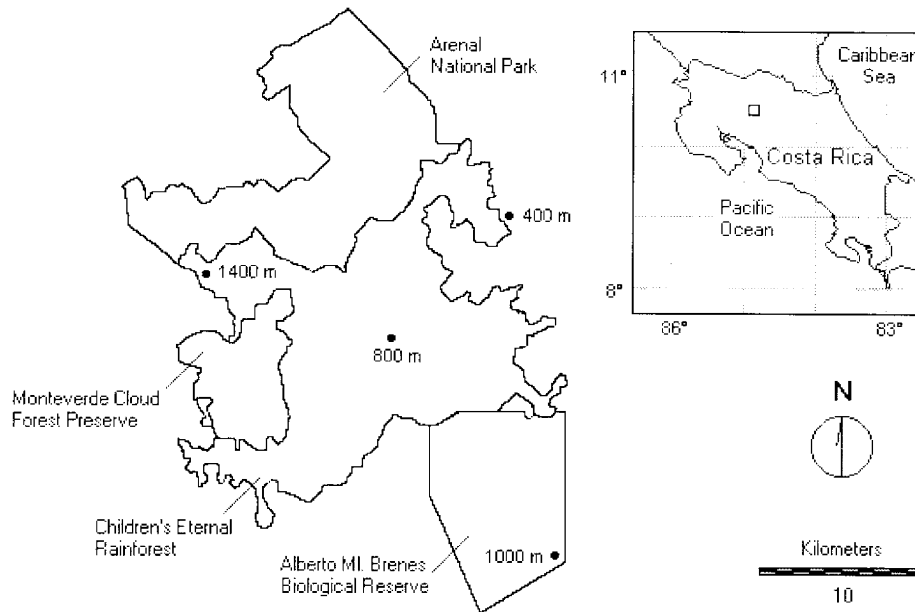 Arenal
National Park
400 m
1400 m
800 m
Monteverde Cloud
Forest Preserve
Children's Eternal
Rainforest
Alberto Ml. Brenes
Biological Reserve
1000 m
11°
Caribbean
Sea
Costa Rica
Pacific
Ocean
8°
86°
83°
N
Kilometers
10